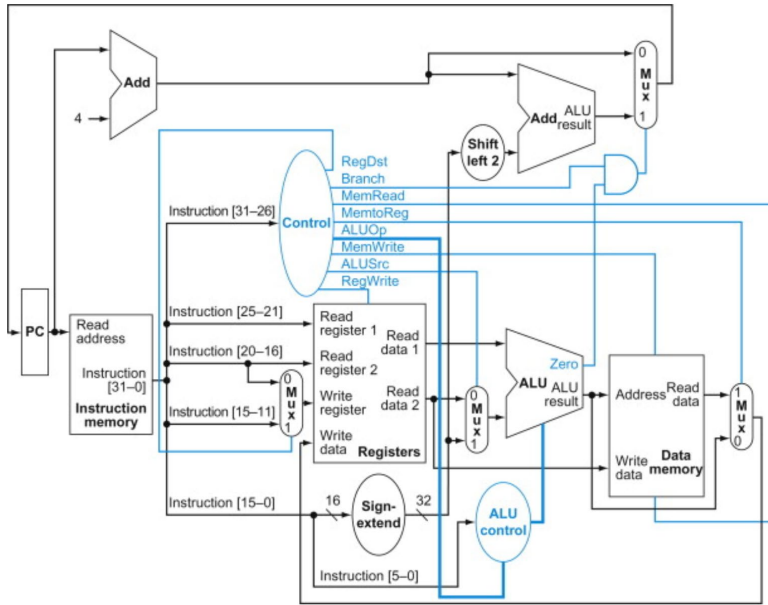 Add
4
0
Mux
1
Add
ALU
result
Shift
left 2
RegDst
Branch
MemRead
MemtoReg
ALUOp
MemWrite
ALUSrc
RegWrite
Control
Instruction [31–26]
Instruction [25–21]
Instruction [20–16]
Instruction [15–11]
Instruction [15–0]
Instruction [5–0]
PC
Read
address
Instruction
[31–0]
Instruction
memory
0
Mux
1
Read
register 1
Read
register 2
Write
register
Write
data
Read
data 1
Read
data 2
Registers
0
Mux
1
Zero
ALU
ALU
result
Address
Read
data
Write
data
Data
memory
1
Mux
0
16
Sign-
extend
32
ALU
control